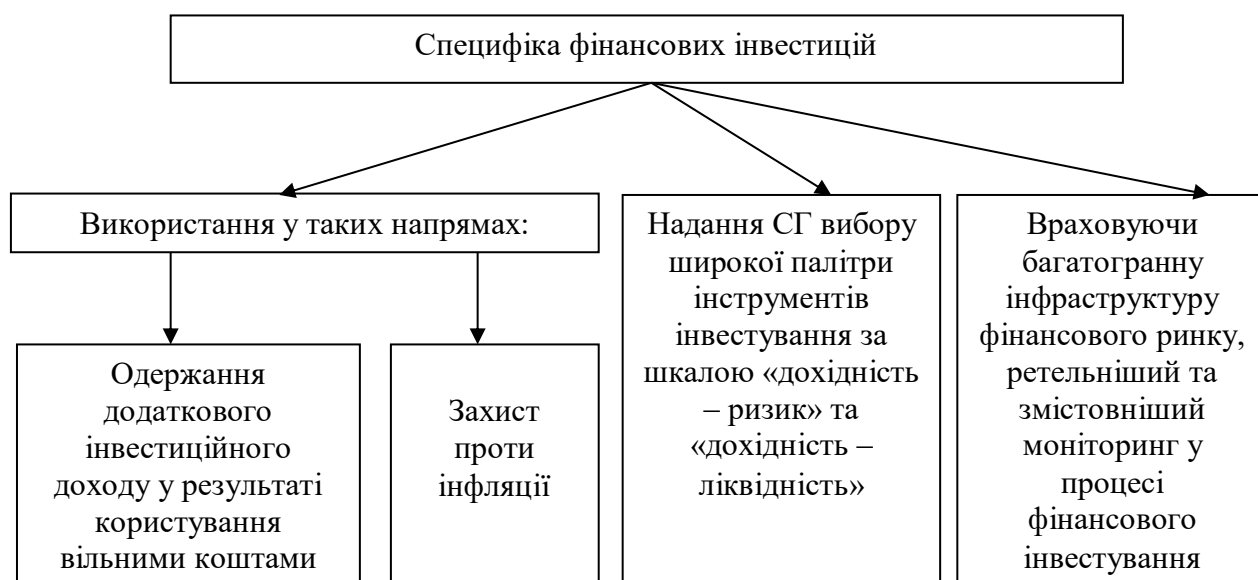 Специфіка фінансових інвестицій
Використання у таких напрямах:
Одержання
додаткового
інвестиційного
доходу у результаті
користування
вільними коштами
Захист
проти
інфляції
Надання СГ вибору
широкої палітри
інструментів
інвестування за
шкалою «дохідність
– ризик» та
«дохідність –
ліквідність»
Враховуючи
багатогранну
інфраструктуру
фінансового ринку,
ретельніший та
змістовніший
моніторинг у
процесі
фінансового
інвестування